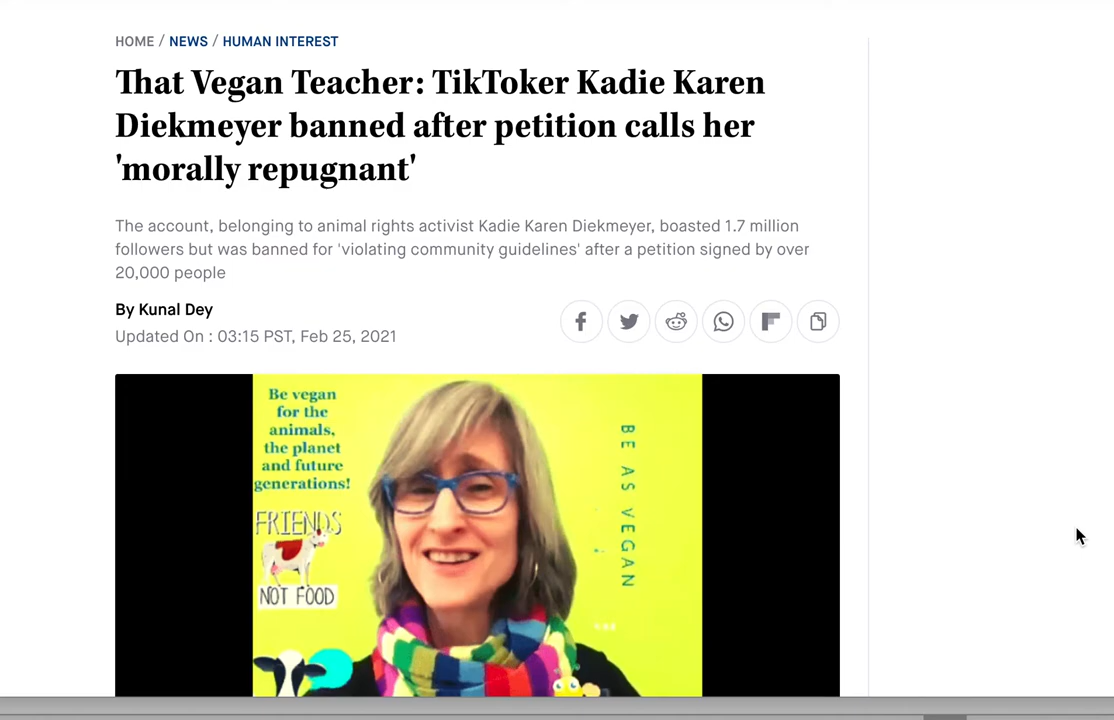 HOME / NEWS / HUMAN INTEREST
That Vegan Teacher: TikToker Kadie Karen
Diekmeyer banned after petition calls her
'morally repugnant'
The account, belonging to animal rights activist Kadie Karen Diekmeyer, boasted 1.7 million
followers but was banned for 'violating community guidelines' after a petition signed by over
20,000 people
By Kunal Dey
Updated On : 03:15 PST, Feb 25, 2021
Be vegan
for the
animals,
the planet
and future
generations!
FRIENDS
NOT FOOD
BE AS VEGAN